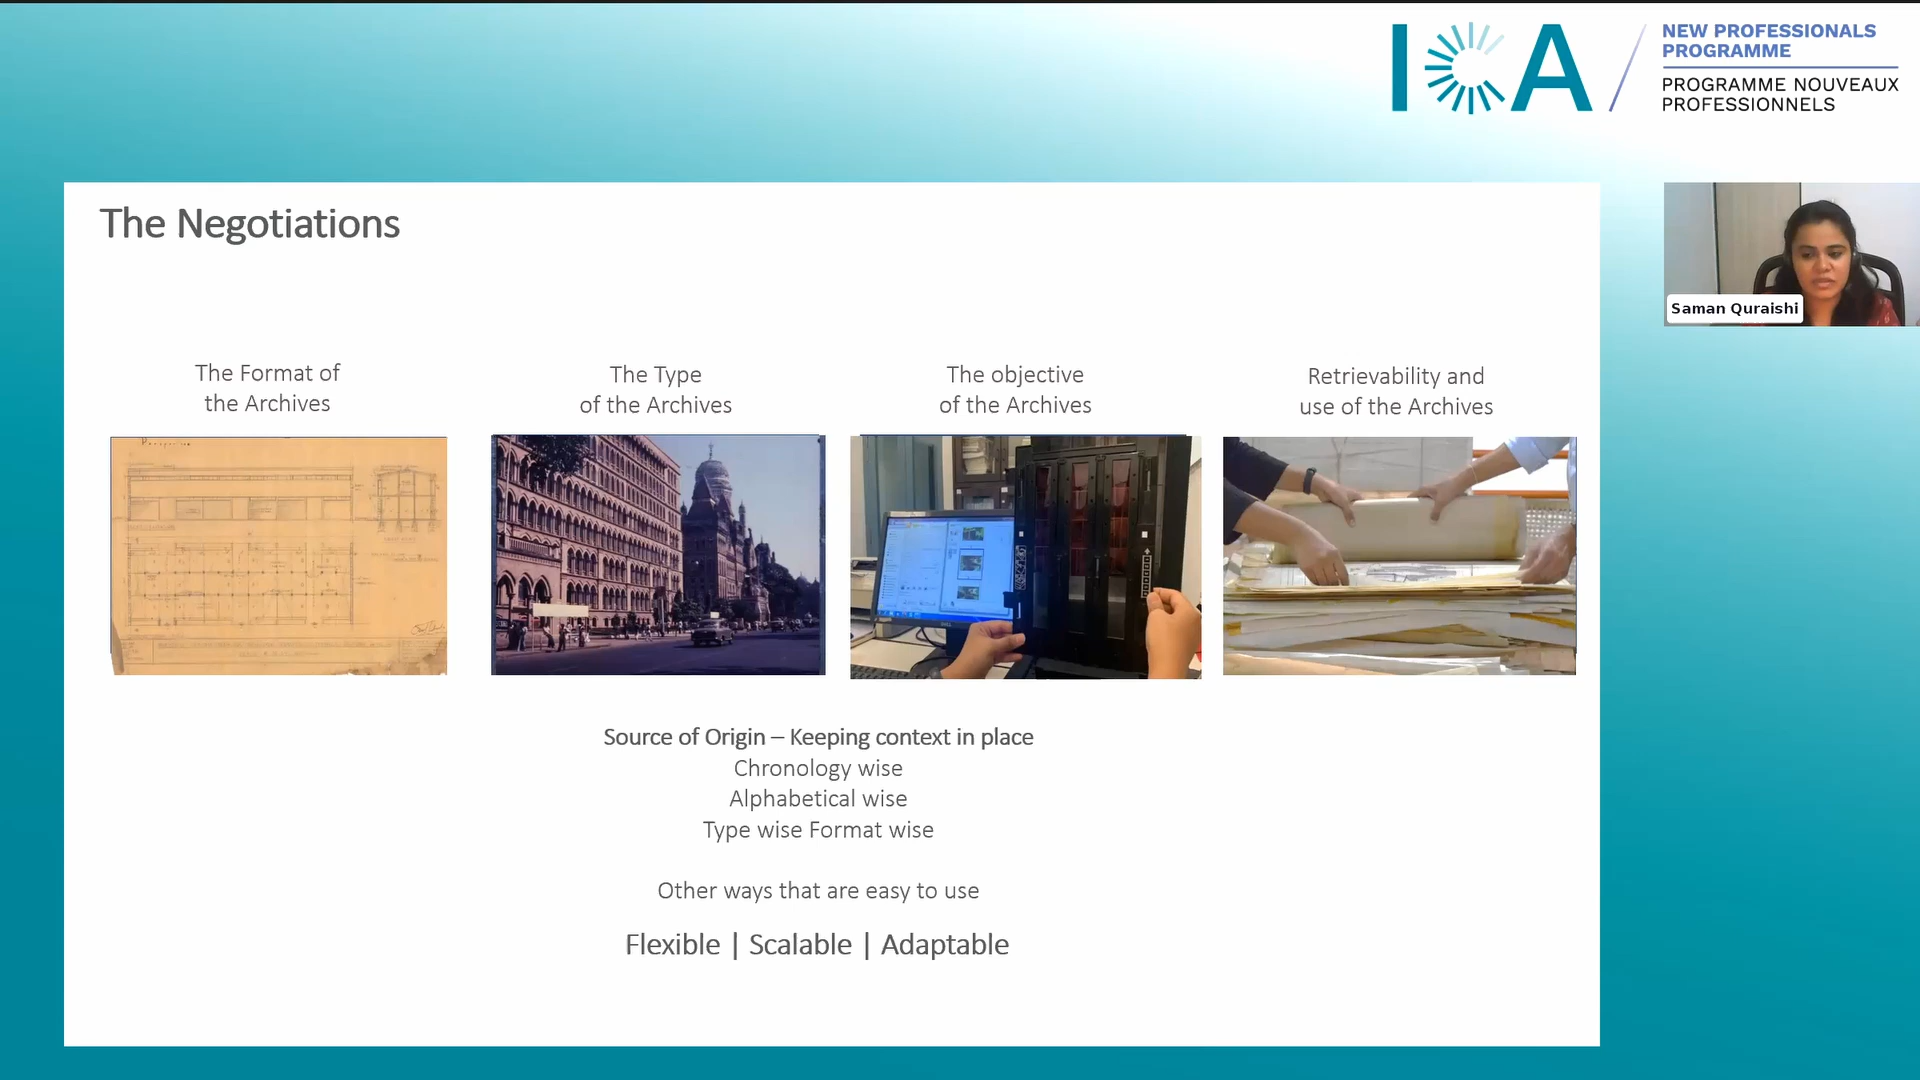 ICA
NEW PROFESSIONALS
PROGRAMME
PROGRAMME NOUVEAUX
PROFESSIONNELS
Saman Quraishi
The Negotiations
The Format of
the Archives
The Type
of the Archives
The objective
of the Archives
Retrievability and
use of the Archives
Source of Origin – Keeping context in place
Chronology wise
Alphabetical wise
Type wise Format wise
Other ways that are easy to use
Flexible | Scalable | Adaptable